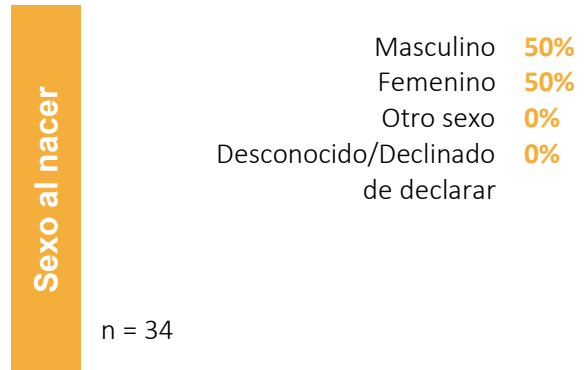 Sexo al nacer
Masculino 50%
Femenino 50%
Otro sexo 0%
Desconocido/Declinado 0%
de declarar
n = 34